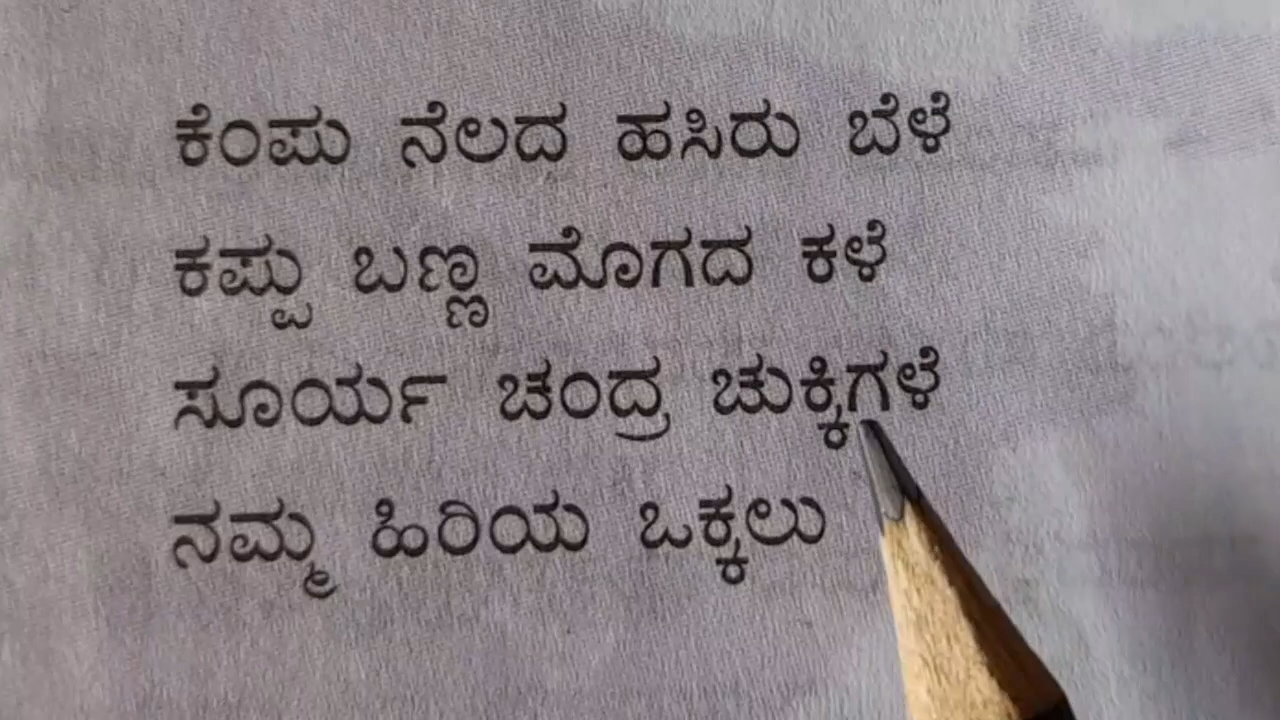 ಕೆಂಪು ನೆಲದ ಹಸಿರು ಬೆಳೆ
ಕಪ್ಪು ಬಣ್ಣ ಮೊಗದ ಕಳೆ
ಸೂರ್ಯ ಚಂದ್ರ ಚುಕ್ಕಿಗಳೆ
ನಮ್ಮ ಹಿರಿಯ ಒಕ್ಕಲು